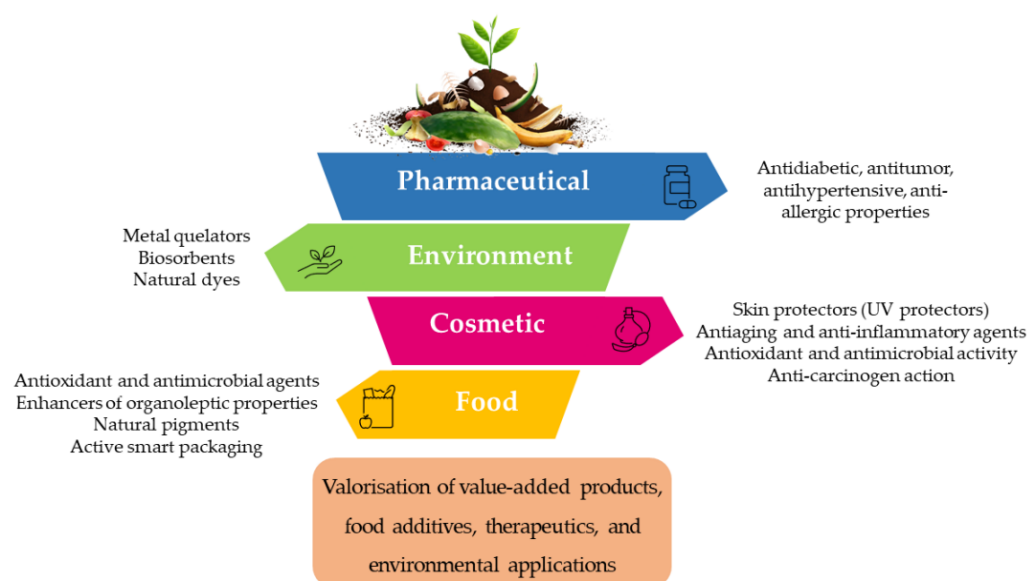 Pharmaceutical
Antidiabetic, antitumor,
antihypertensive, anti-
allergic properties
Metal quelators
Biosorbents
Natural dyes
Environment
Cosmetic
Skin protectors (UV protectors)
Antiaging and anti-inflammatory agents
Antioxidant and antimicrobial activity
Anti-carcinogen action
Antioxidant and antimicrobial agents
Enhancers of organoleptic properties
Natural pigments
Active smart packaging
Food
Valorisation of value-added products,
food additives, therapeutics, and
environmental applications